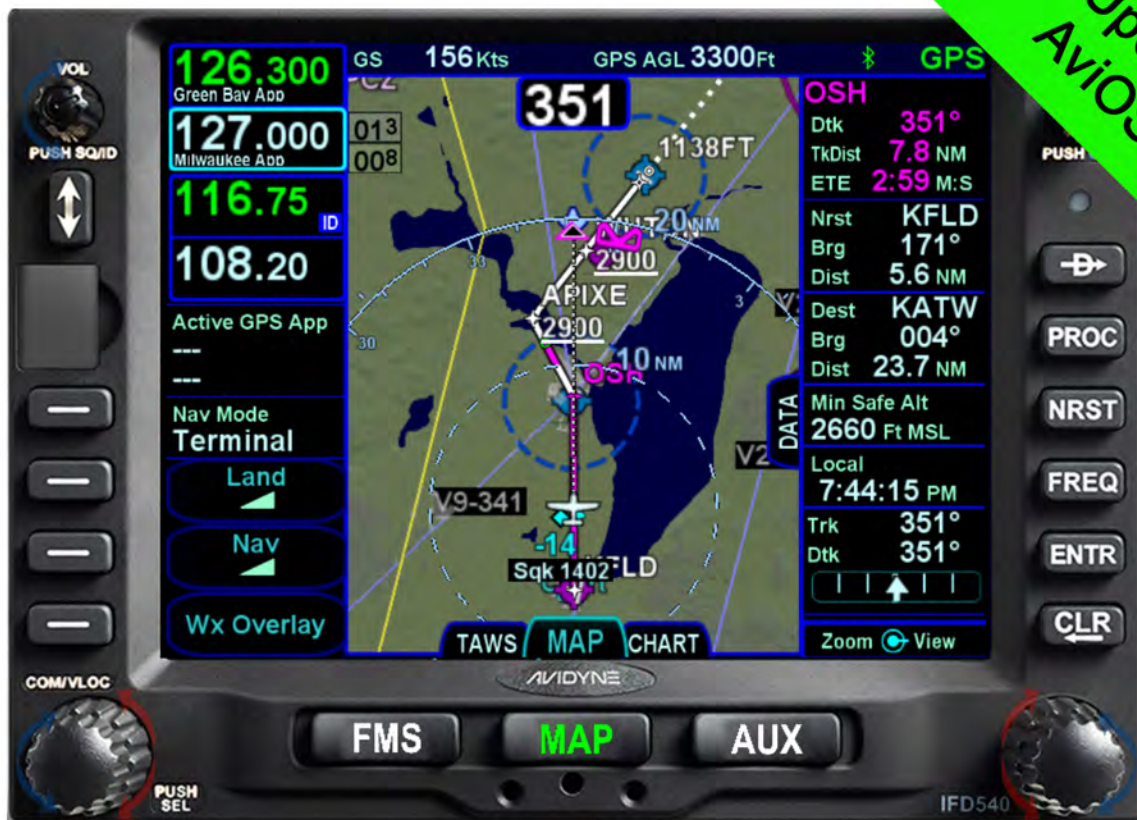 AviOS
VOL
PUSH SQ/ID
126.300
Green Bay App
127.000
Milwaukee App
116.75
ID
108.20
Active GPS App
---
---
Nav Mode
Terminal
Land
Nav
Wx Overlay
GS 156 Kts GPS AGL 3300Ft GPS
351
013
008
1138FT
20 NM
33
2900
APIXE
3
30
2900
OSH
10 NM
V2
V9-341
-14
Sqk 1402
KFLD
TAWS MAP CHART
DATA
OSH
Dtk 351°
TkDist 7.8 NM
ETE 2:59 M:S
Nrst KFLD
Brg 171°
Dist 5.6 NM
Dest KATW
Brg 004°
Dist 23.7 NM
Min Safe Alt
2660 Ft MSL
Local
7:44:15 PM
Trk 351°
Dtk 351°
Zoom View
PUSH
D
PROC
NRST
FREQ
ENTR
CLR
COM/VLOC
PUSH
SEL
AVIDYNE
FMS MAP AUX
IFD540